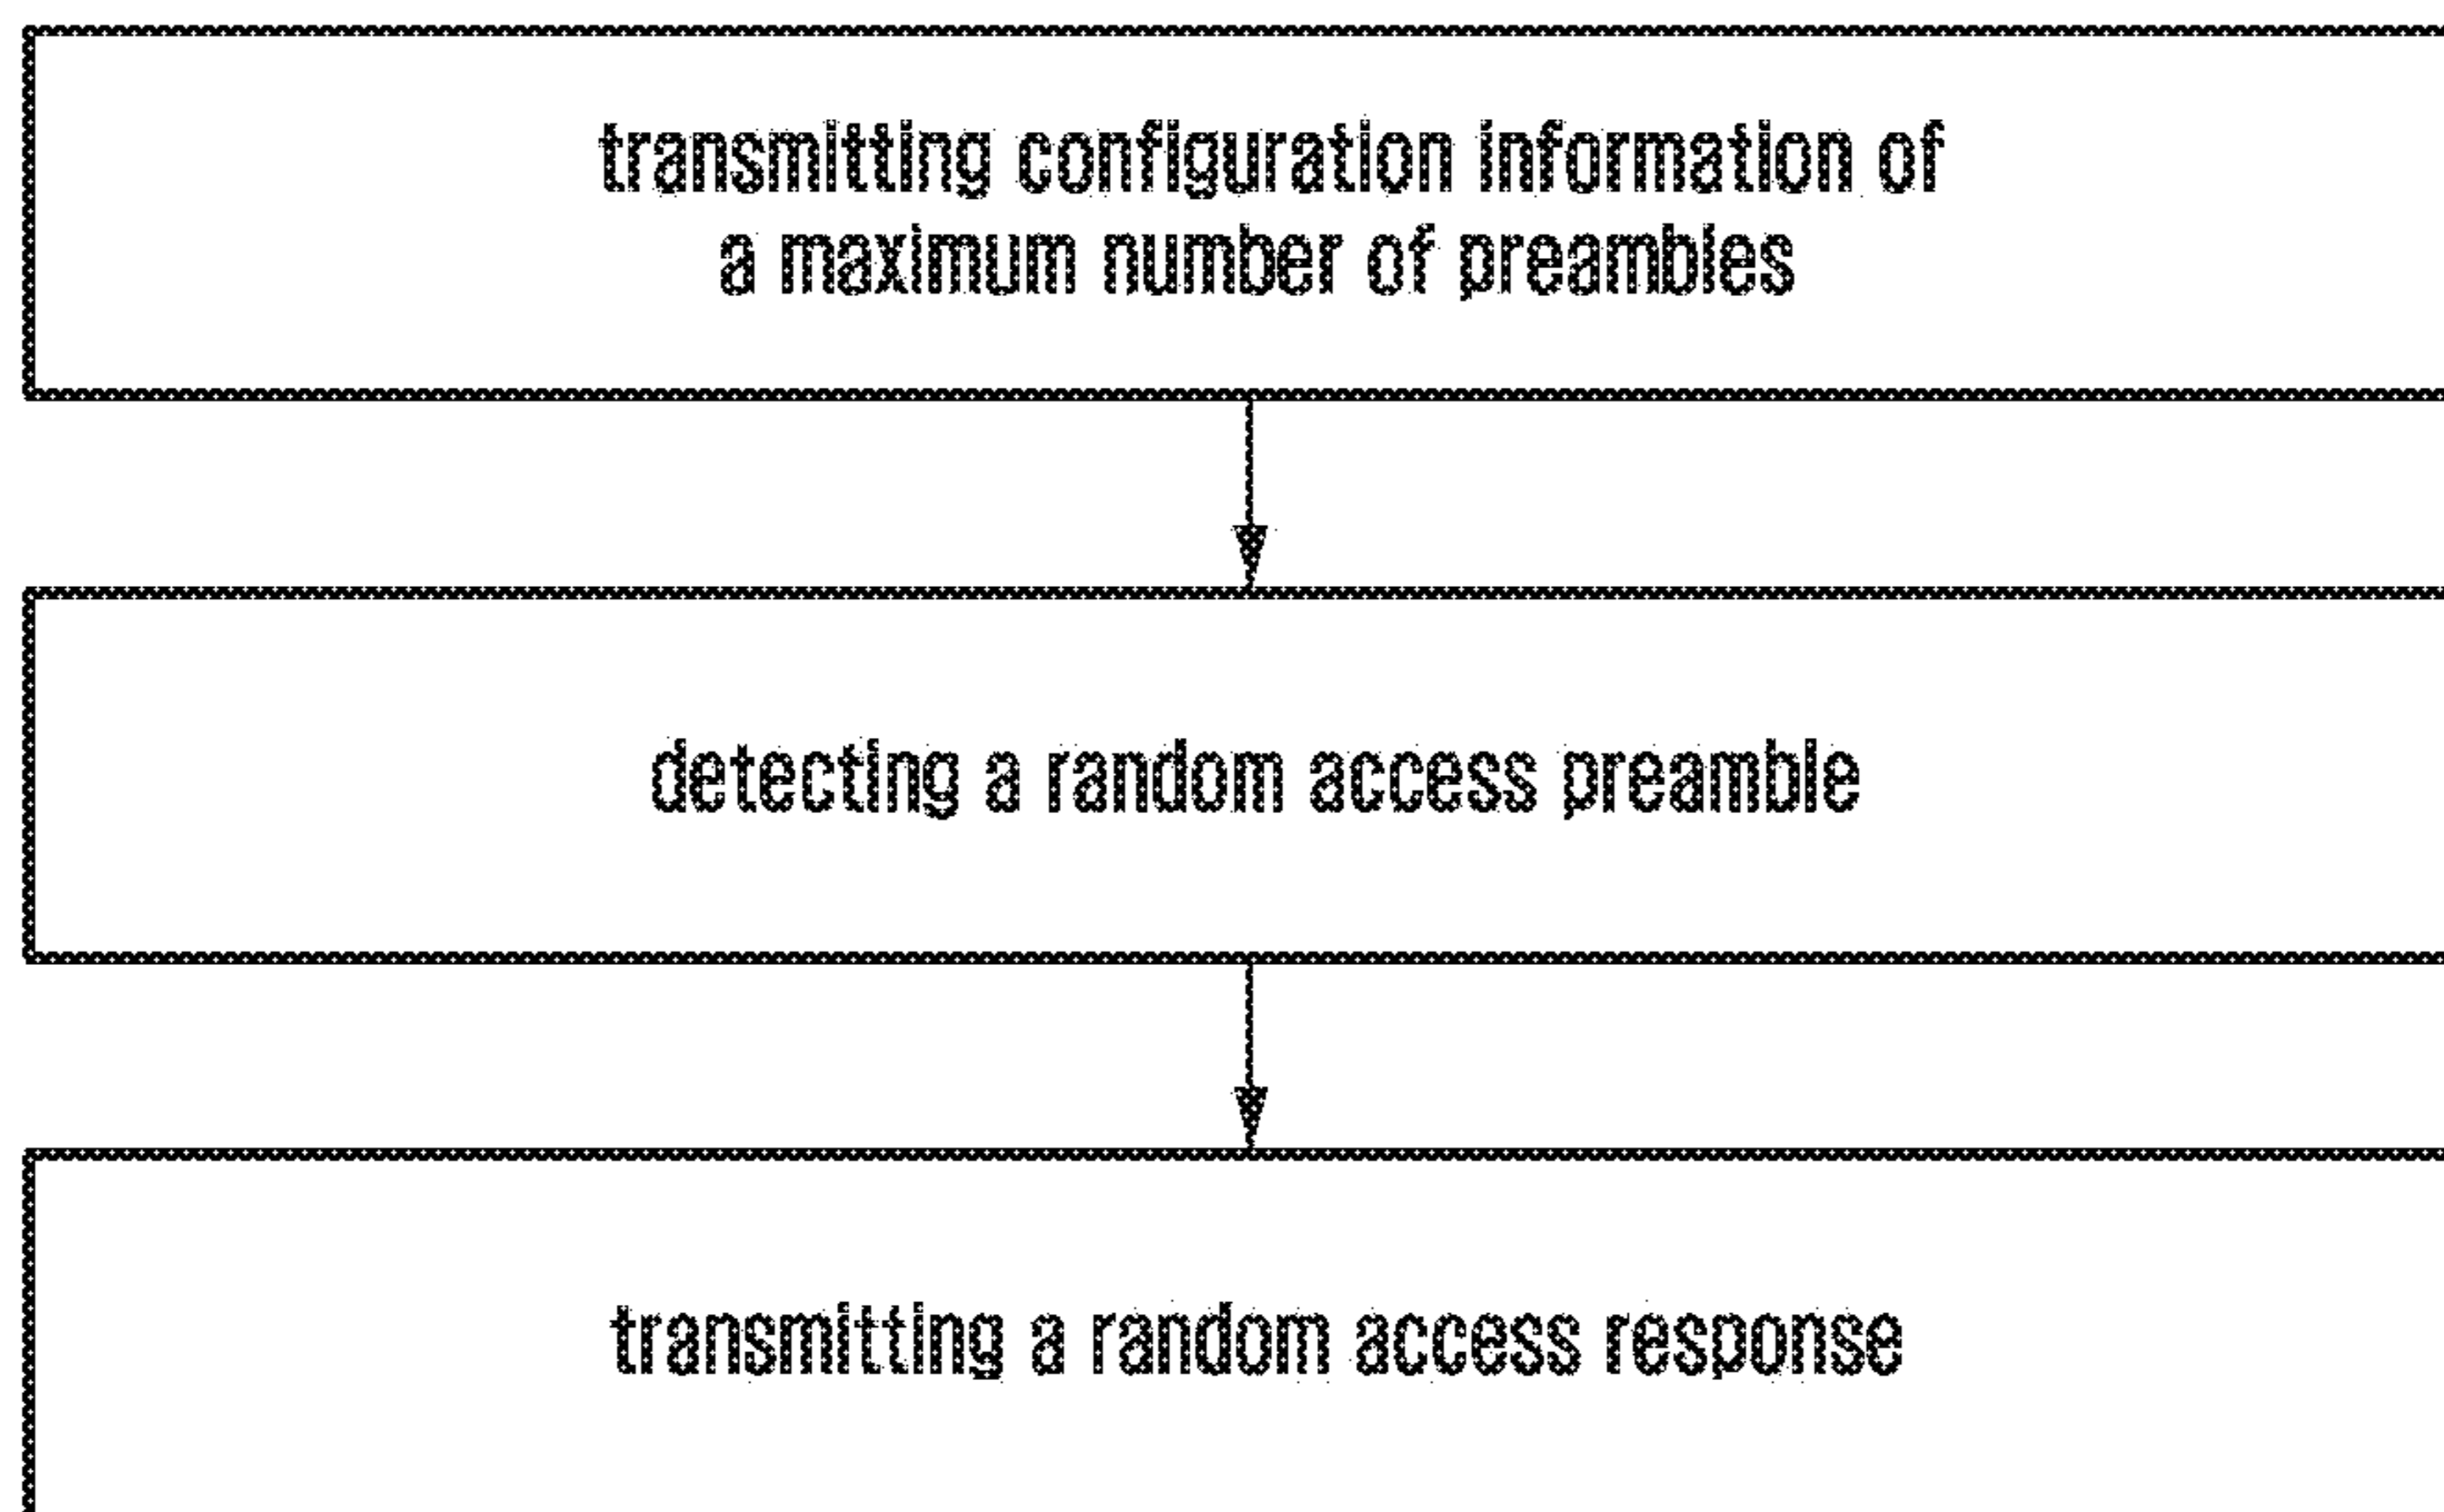 transmitting configuration information of
a maximum number of preambles
detecting a random access preamble
transmitting a random access response